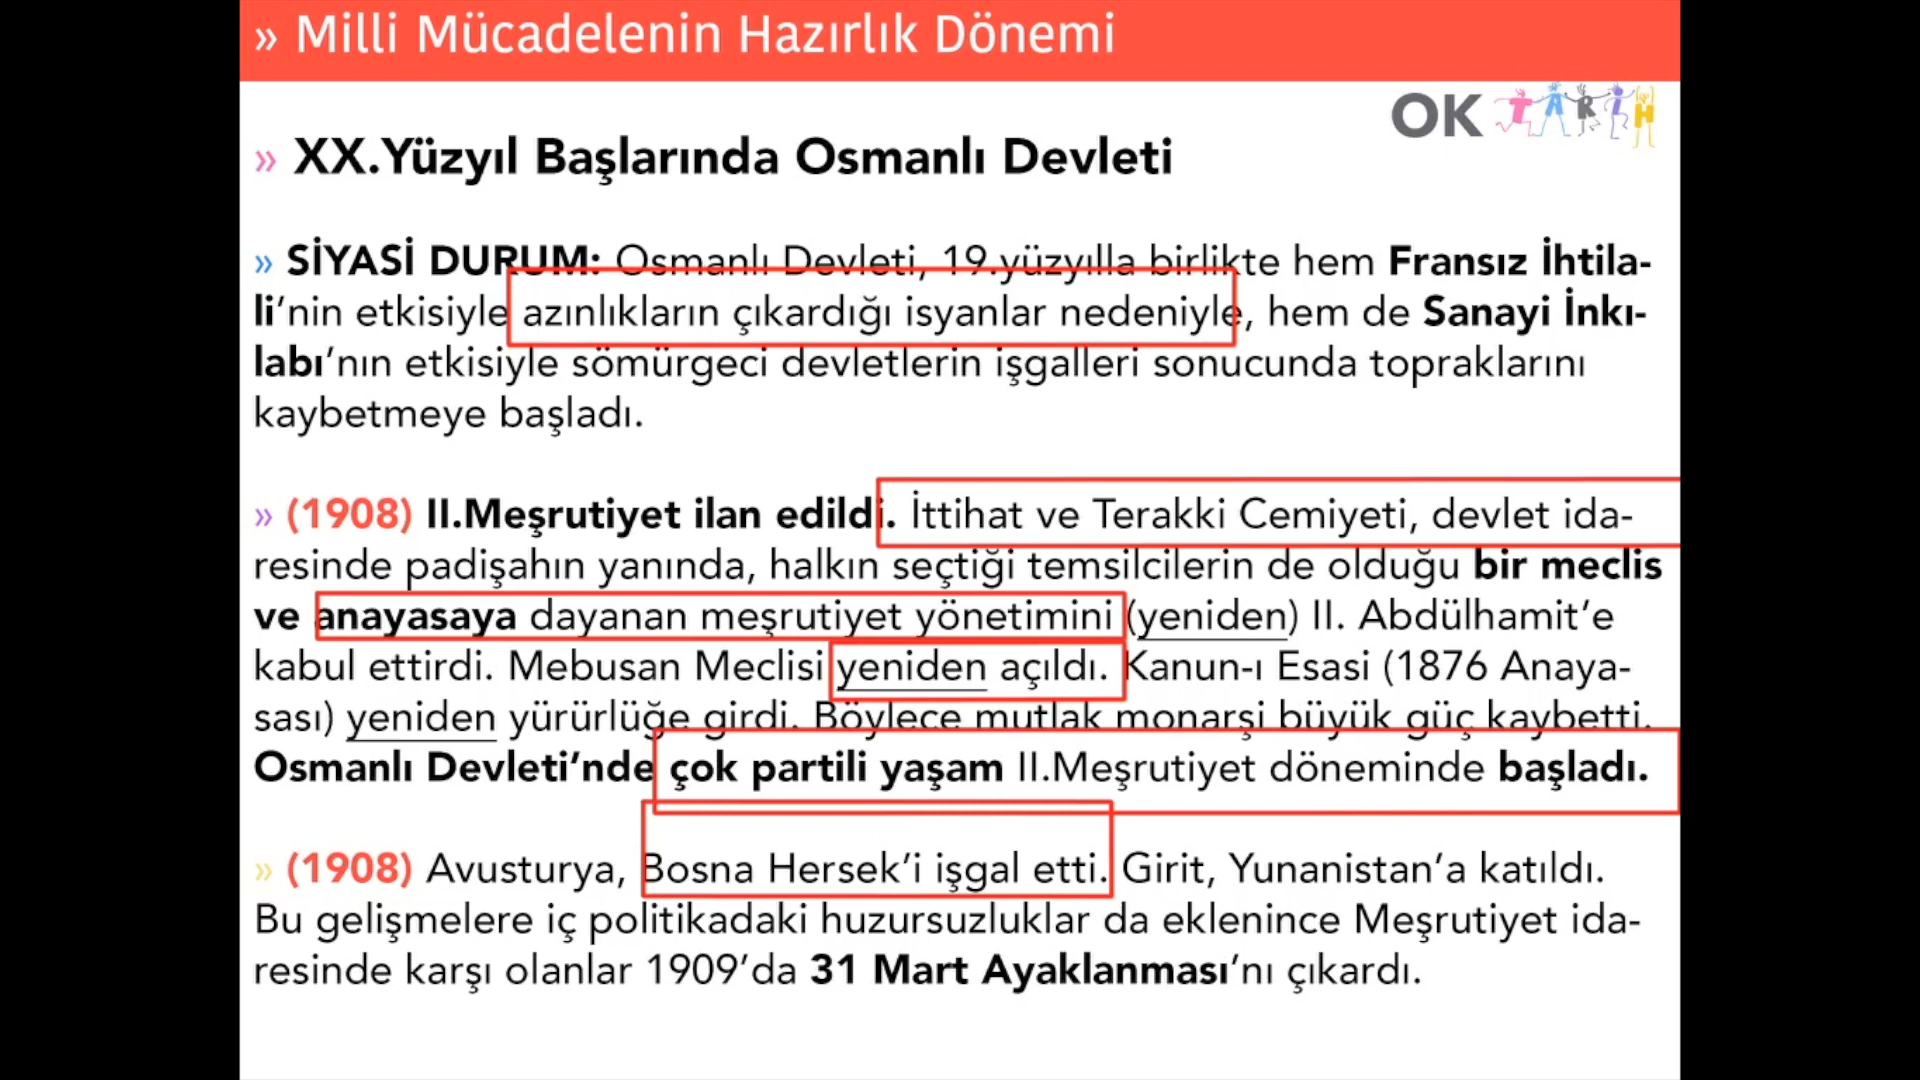 » Milli Mücadelenin Hazırlık Dönemi
OK TARİH
» XX.Yüzyıl Başlarında Osmanlı Devleti
» SİYASİ DURUM: Osmanlı Devleti, 19.yüzyılla birlikte hem Fransız İhtila-
li’nin etkisiyle azınlıkların çıkardığı isyanlar nedeniyle, hem de Sanayi İnkı-
labı’nın etkisiyle sömürgeci devletlerin işgalleri sonucunda topraklarını
kaybetmeye başladı.
» (1908) II.Meşrutiyet ilan edildi. İttihat ve Terakki Cemiyeti, devlet ida-
resinde padişahın yanında, halkın seçtiği temsilcilerin de olduğu bir meclis
ve anayasaya dayanan meşrutiyet yönetimini (yeniden) II. Abdülhamit’e
kabul ettirdi. Mebusan Meclisi yeniden açıldı. Kanun-ı Esasi (1876 Anaya-
sası) yeniden yürürlüğe girdi. Böylece mutlak monarşi büyük güç kaybetti.
Osmanlı Devleti’nde çok partili yaşam II.Meşrutiyet döneminde başladı.
» (1908) Avusturya, Bosna Hersek’i işgal etti. Girit, Yunanistan’a katıldı.
Bu gelişmelere iç politikadaki huzursuzluklar da eklenince Meşrutiyet ida-
resinde karşı olanlar 1909’da 31 Mart Ayaklanması’nı çıkardı.